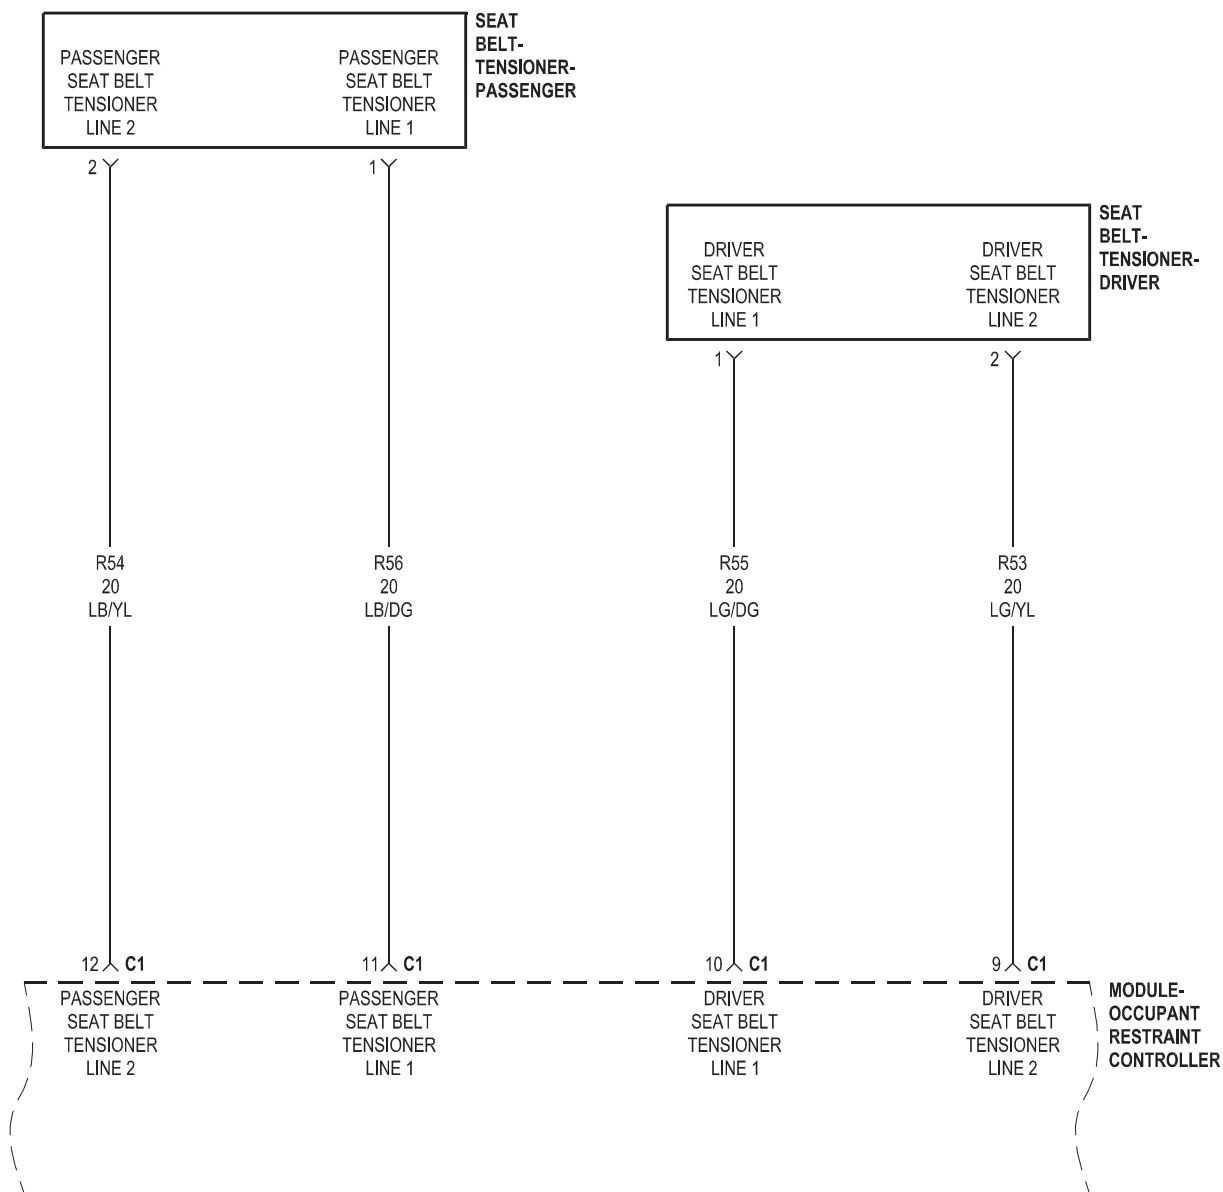 SEAT
BELT-
TENSIONER-
PASSENGER
PASSENGER
SEAT BELT
TENSIONER
LINE 2
PASSENGER
SEAT BELT
TENSIONER
LINE 1
2
1
SEAT
BELT-
TENSIONER-
DRIVER
DRIVER
SEAT BELT
TENSIONER
LINE 1
DRIVER
SEAT BELT
TENSIONER
LINE 2
1
2
R54
20
LB/YL
R56
20
LB/DG
R55
20
LG/DG
R53
20
LG/YL
12 C1
11 C1
10 C1
9 C1
PASSENGER
SEAT BELT
TENSIONER
LINE 2
PASSENGER
SEAT BELT
TENSIONER
LINE 1
DRIVER
SEAT BELT
TENSIONER
LINE 1
DRIVER
SEAT BELT
TENSIONER
LINE 2
MODULE-
OCCUPANT
RESTRAINT
CONTROLLER